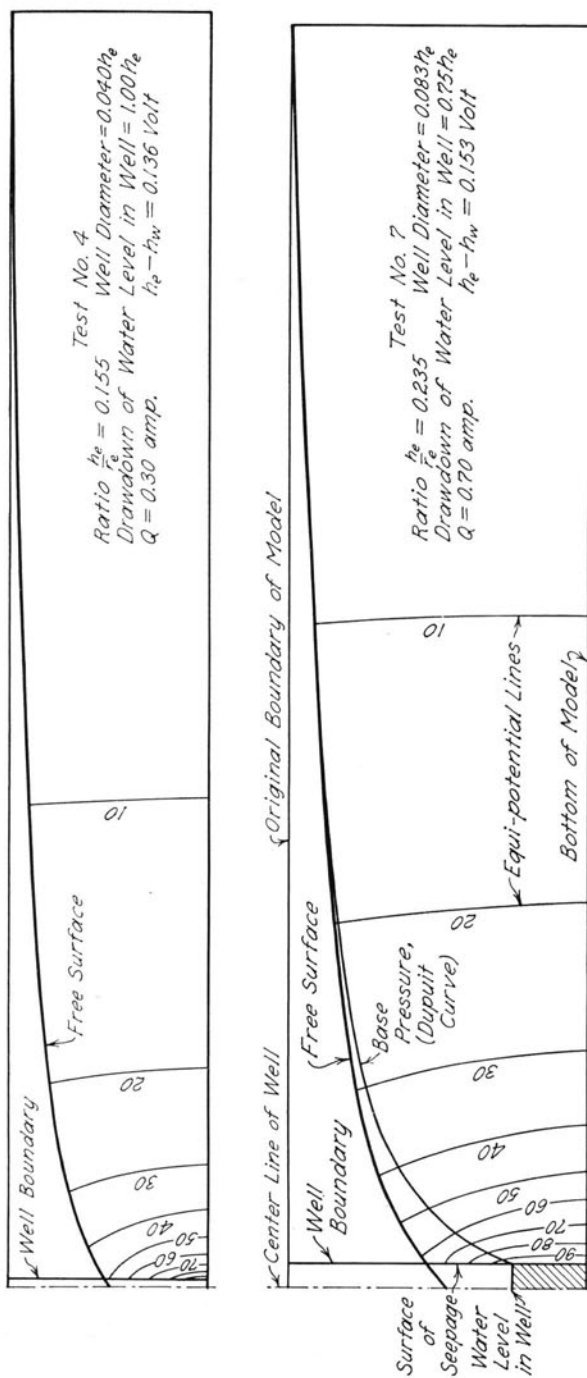 Well Boundary
Free Surface
10
20
30
40
50
60
70
Test No. 4
Ratio he/re = 0.155 Well Diameter = 0.040he
Drawdown of Water Level in Well = 1.00he
Q = 0.30 amp. he - hw = 0.136 Volt
Center Line of Well
Original Boundary of Model
Well
Boundary
Free Surface
Base
Pressure,
(Dupuit
Curve)
10
20
30
40
50
60
70
80
90
Test No. 7
Ratio he/re = 0.235 Well Diameter = 0.083he
Drawdown of Water Level in Well = 0.75he
Q = 0.70 amp. he - hw = 0.153 Volt
Equi-potential Lines
Bottom of Model
Surface
of
Seepage
Water
Level
in Well